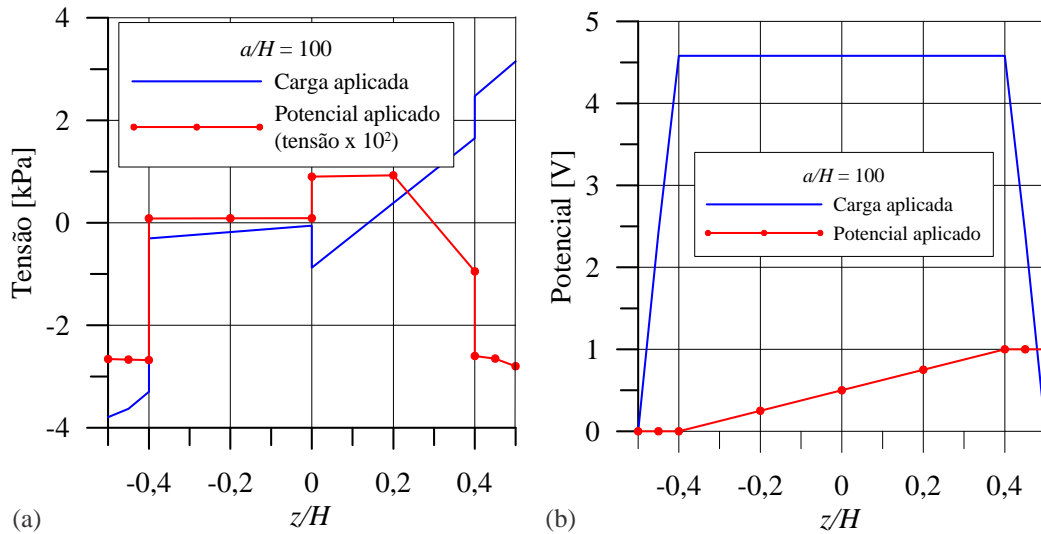 4
2
0
-2
-4
Tensão [kPa]
a/H = 100
Carga aplicada
Potencial aplicado
(tensão x 10²)
-0,4
-0,2
0
0,2
0,4
z/H
(a)
5
4
3
2
1
0
Potencial [V]
a/H = 100
Carga aplicada
Potencial aplicado
-0,4
-0,2
0
0,2
0,4
z/H
(b)